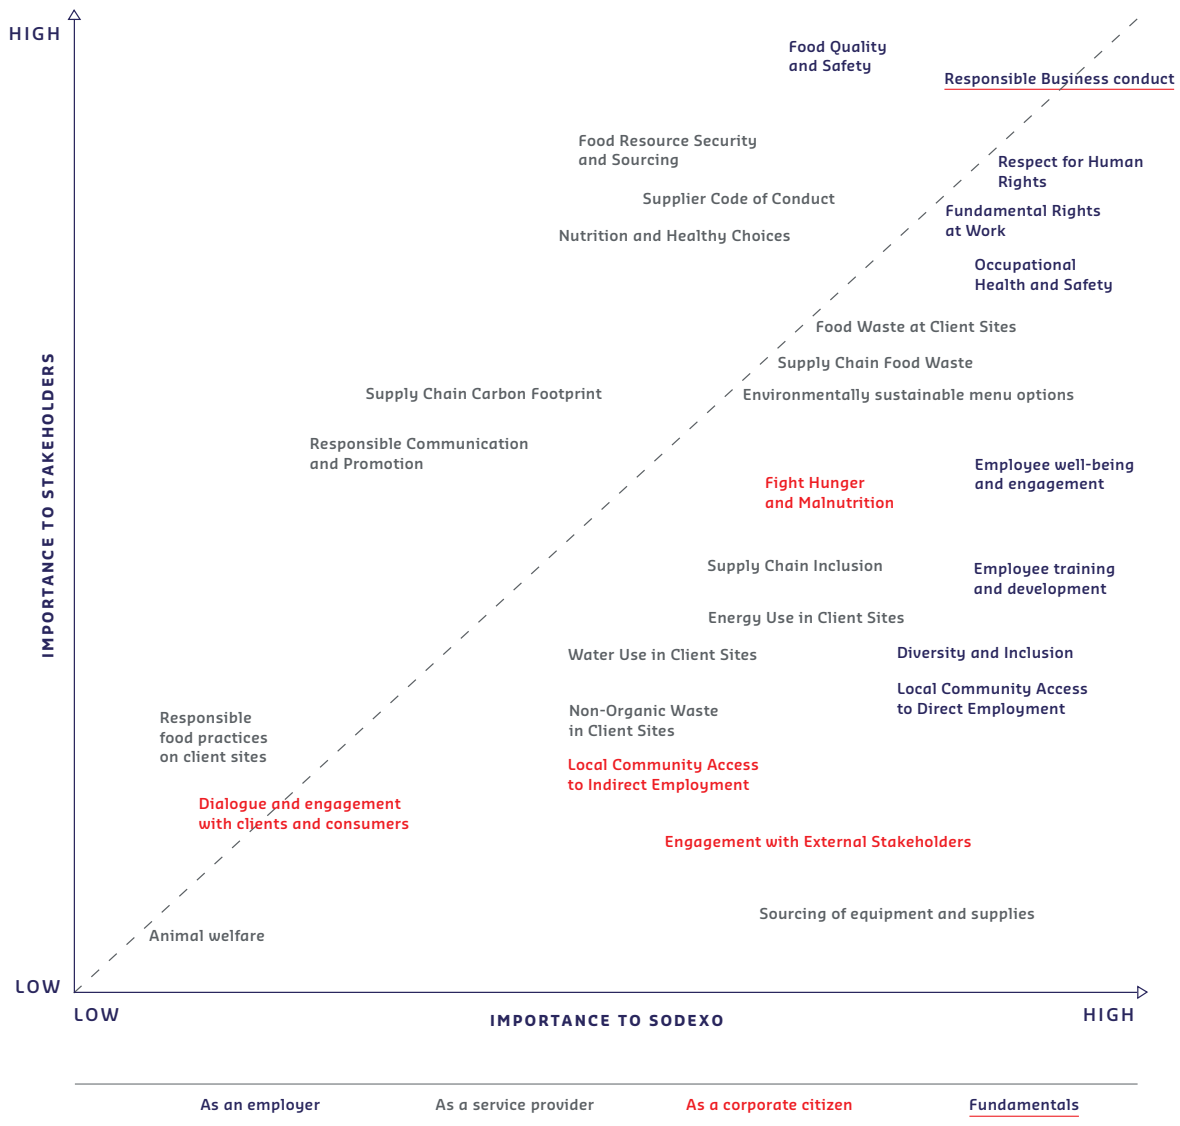 HIGH
Food Quality
and Safety
Responsible Business conduct
Food Resource Security
and Sourcing
Respect for Human
Rights
Supplier Code of Conduct
Fundamental Rights
at Work
Nutrition and Healthy Choices
Occupational
Health and Safety
Food Waste at Client Sites
Supply Chain Food Waste
Supply Chain Carbon Footprint
Environmentally sustainable menu options
Responsible Communication
and Promotion
Employee well-being
and engagement
Fight Hunger
and Malnutrition
IMPORTANCE TO STAKEHOLDERS
Supply Chain Inclusion
Employee training
and development
Energy Use in Client Sites
Water Use in Client Sites
Diversity and Inclusion
Local Community Access
to Direct Employment
Non-Organic Waste
in Client Sites
Responsible
food practices
on client sites
Local Community Access
to Indirect Employment
Dialogue and engagement
with clients and consumers
Engagement with External Stakeholders
Sourcing of equipment and supplies
Animal welfare
LOW
LOW
IMPORTANCE TO SODEXO
HIGH
As an employer
As a service provider
As a corporate citizen
Fundamentals